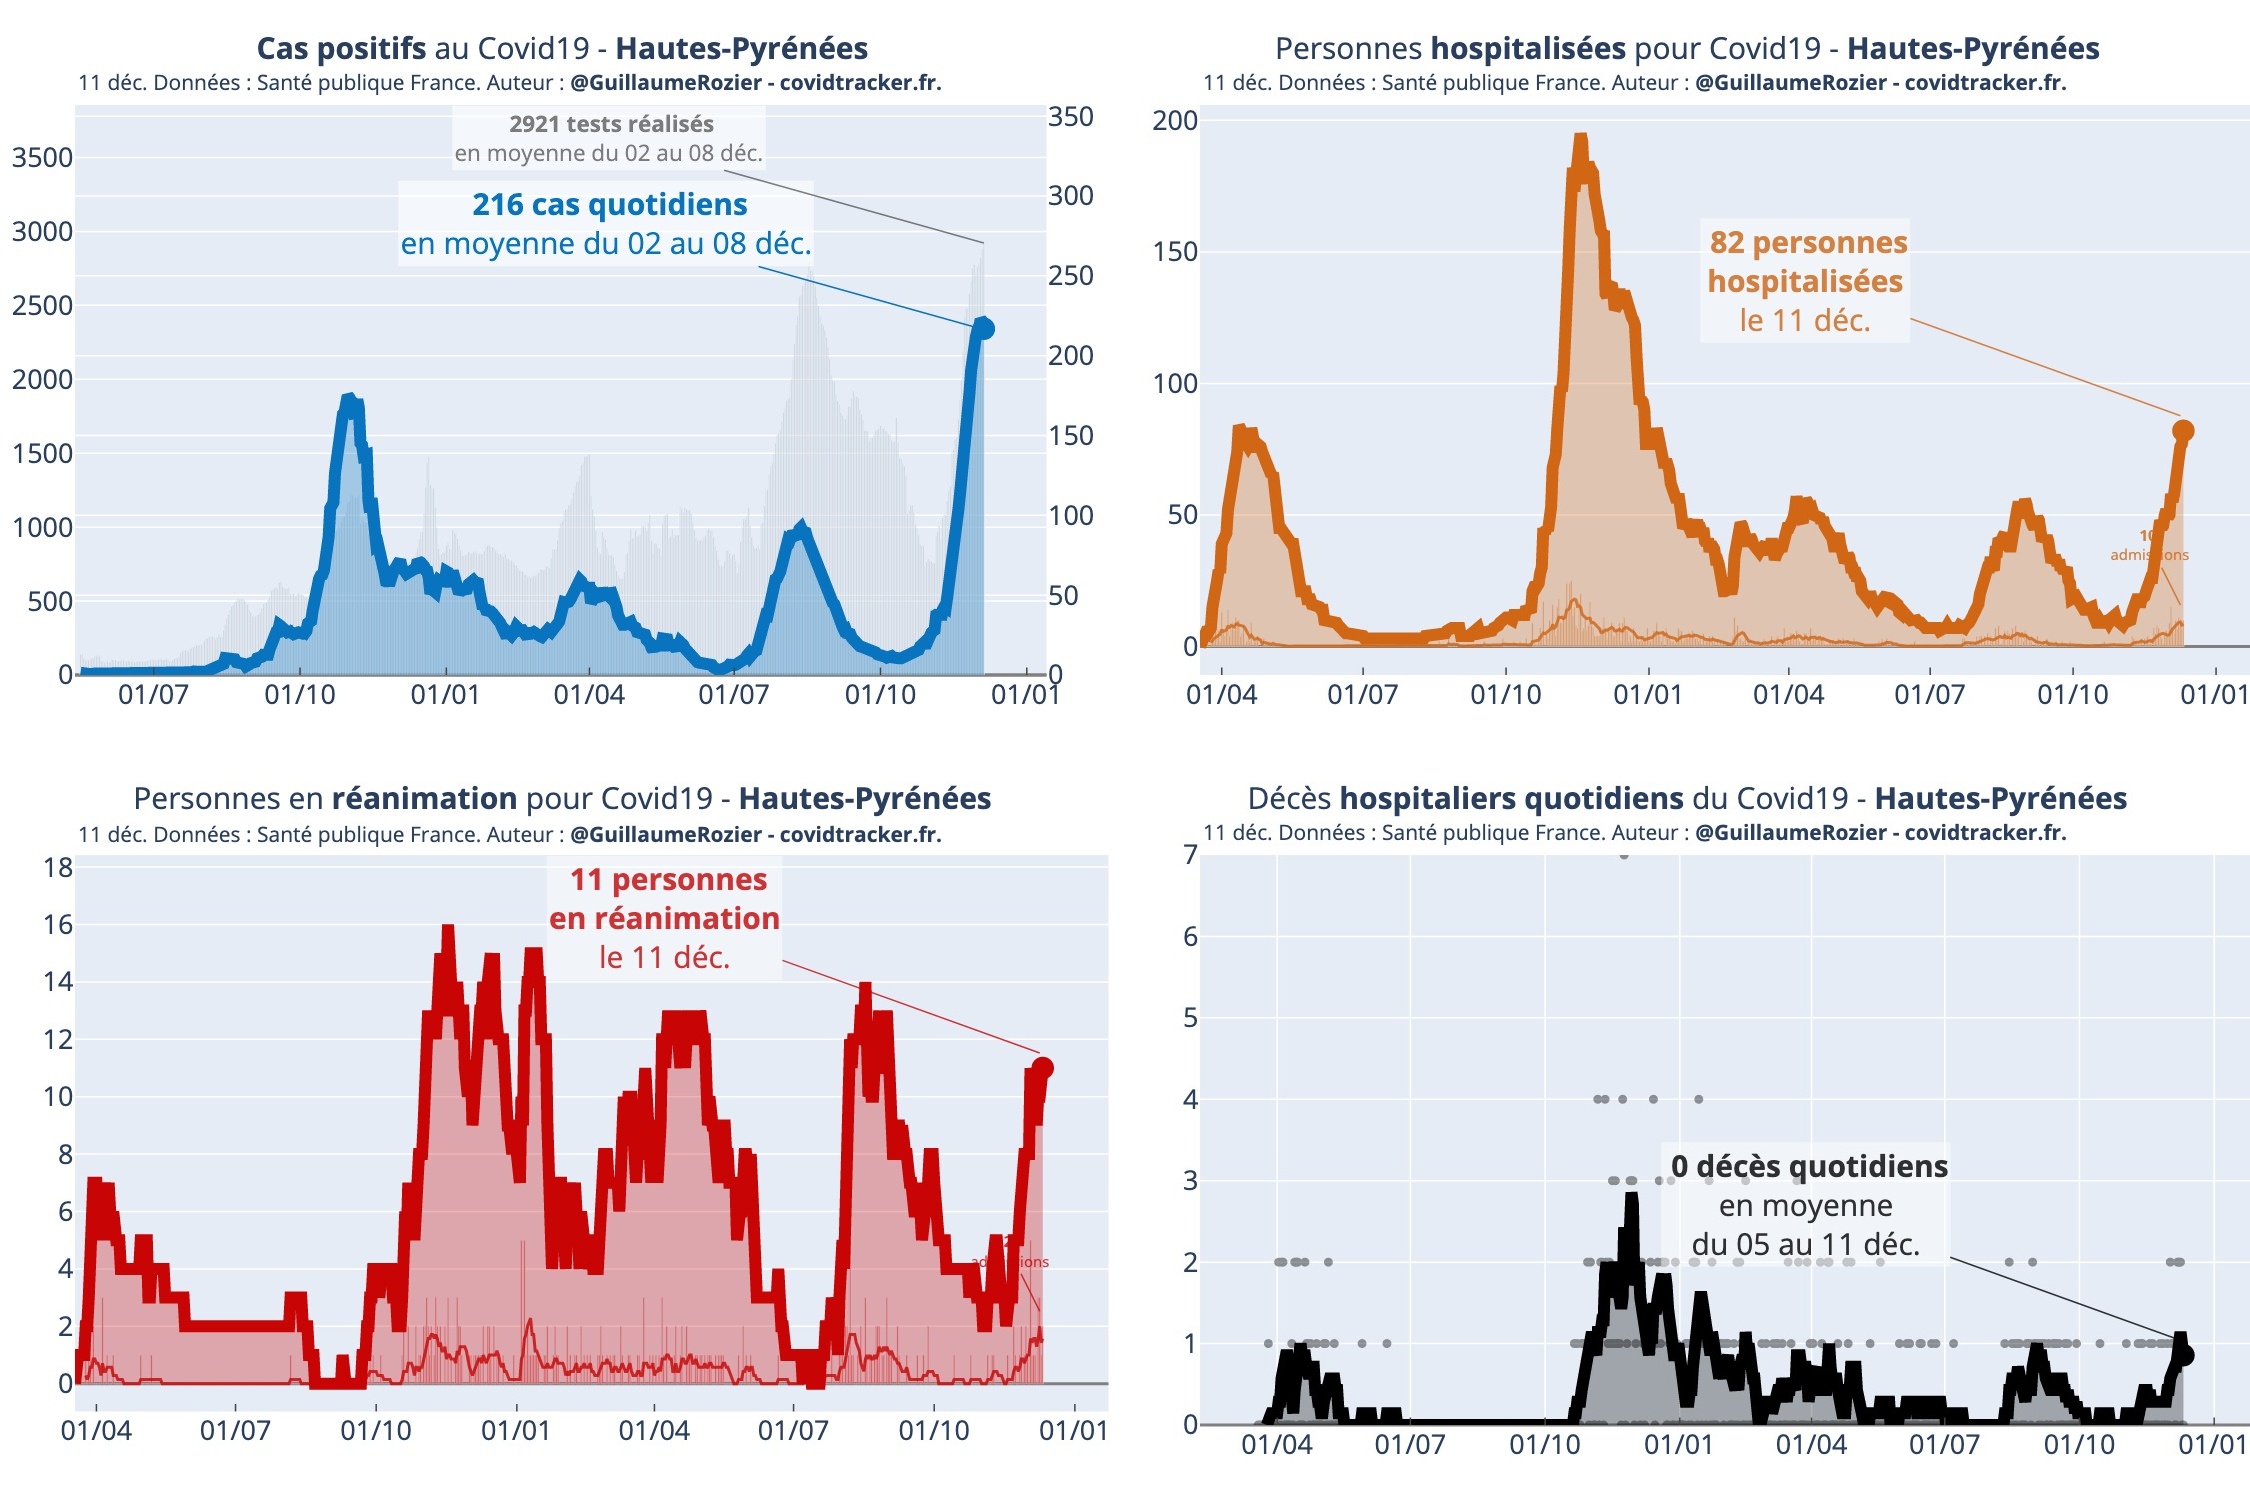 Cas positifs au Covid19 - Hautes-Pyrénées
11 déc. Données : Santé publique France. Auteur : @GuillaumeRozier - covidtracker.fr.
2921 tests réalisés
en moyenne du 02 au 08 déc.
216 cas quotidiens
en moyenne du 02 au 08 déc.
3500
3000
2500
2000
1500
1000
500
0
350
300
250
200
150
100
50
0
01/07 01/10 01/01 01/04 01/07 01/10 01/01
Personnes hospitalisées pour Covid19 - Hautes-Pyrénées
11 déc. Données : Santé publique France. Auteur : @GuillaumeRozier - covidtracker.fr.
82 personnes
hospitalisées
le 11 déc.
200
150
100
50
0
01/04 01/07 01/10 01/01 01/04 01/07 01/10 01/01
Personnes en réanimation pour Covid19 - Hautes-Pyrénées
11 déc. Données : Santé publique France. Auteur : @GuillaumeRozier - covidtracker.fr.
11 personnes
en réanimation
le 11 déc.
18
16
14
12
10
8
6
4
2
0
01/04 01/07 01/10 01/01 01/04 01/07 01/10 01/01
Décès hospitaliers quotidiens du Covid19 - Hautes-Pyrénées
11 déc. Données : Santé publique France. Auteur : @GuillaumeRozier - covidtracker.fr.
0 décès quotidiens
en moyenne
du 05 au 11 déc.
7
6
5
4
3
2
1
0
01/04 01/07 01/10 01/01 01/04 01/07 01/10 01/01